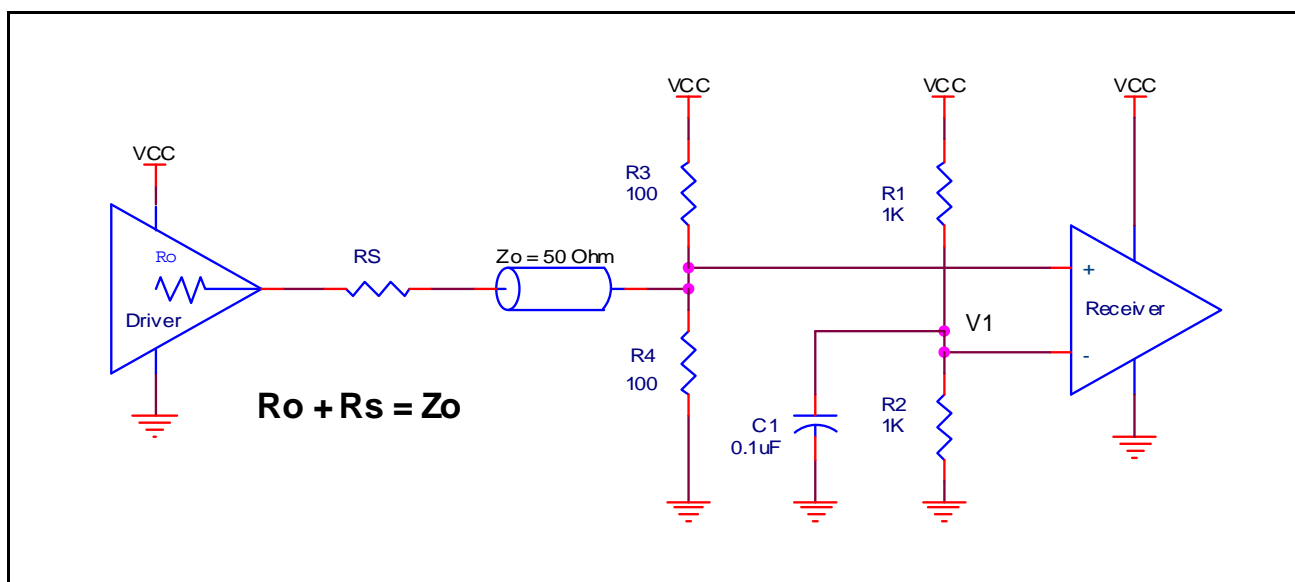 VCC
VCC
VCC
VCC
R3
100
R1
1K
Ro
RS
Zo = 50 Ohm
+
Driver
Receiver
V1
R4
100
-
Ro + Rs = Zo
C1
0.1uF
R2
1K